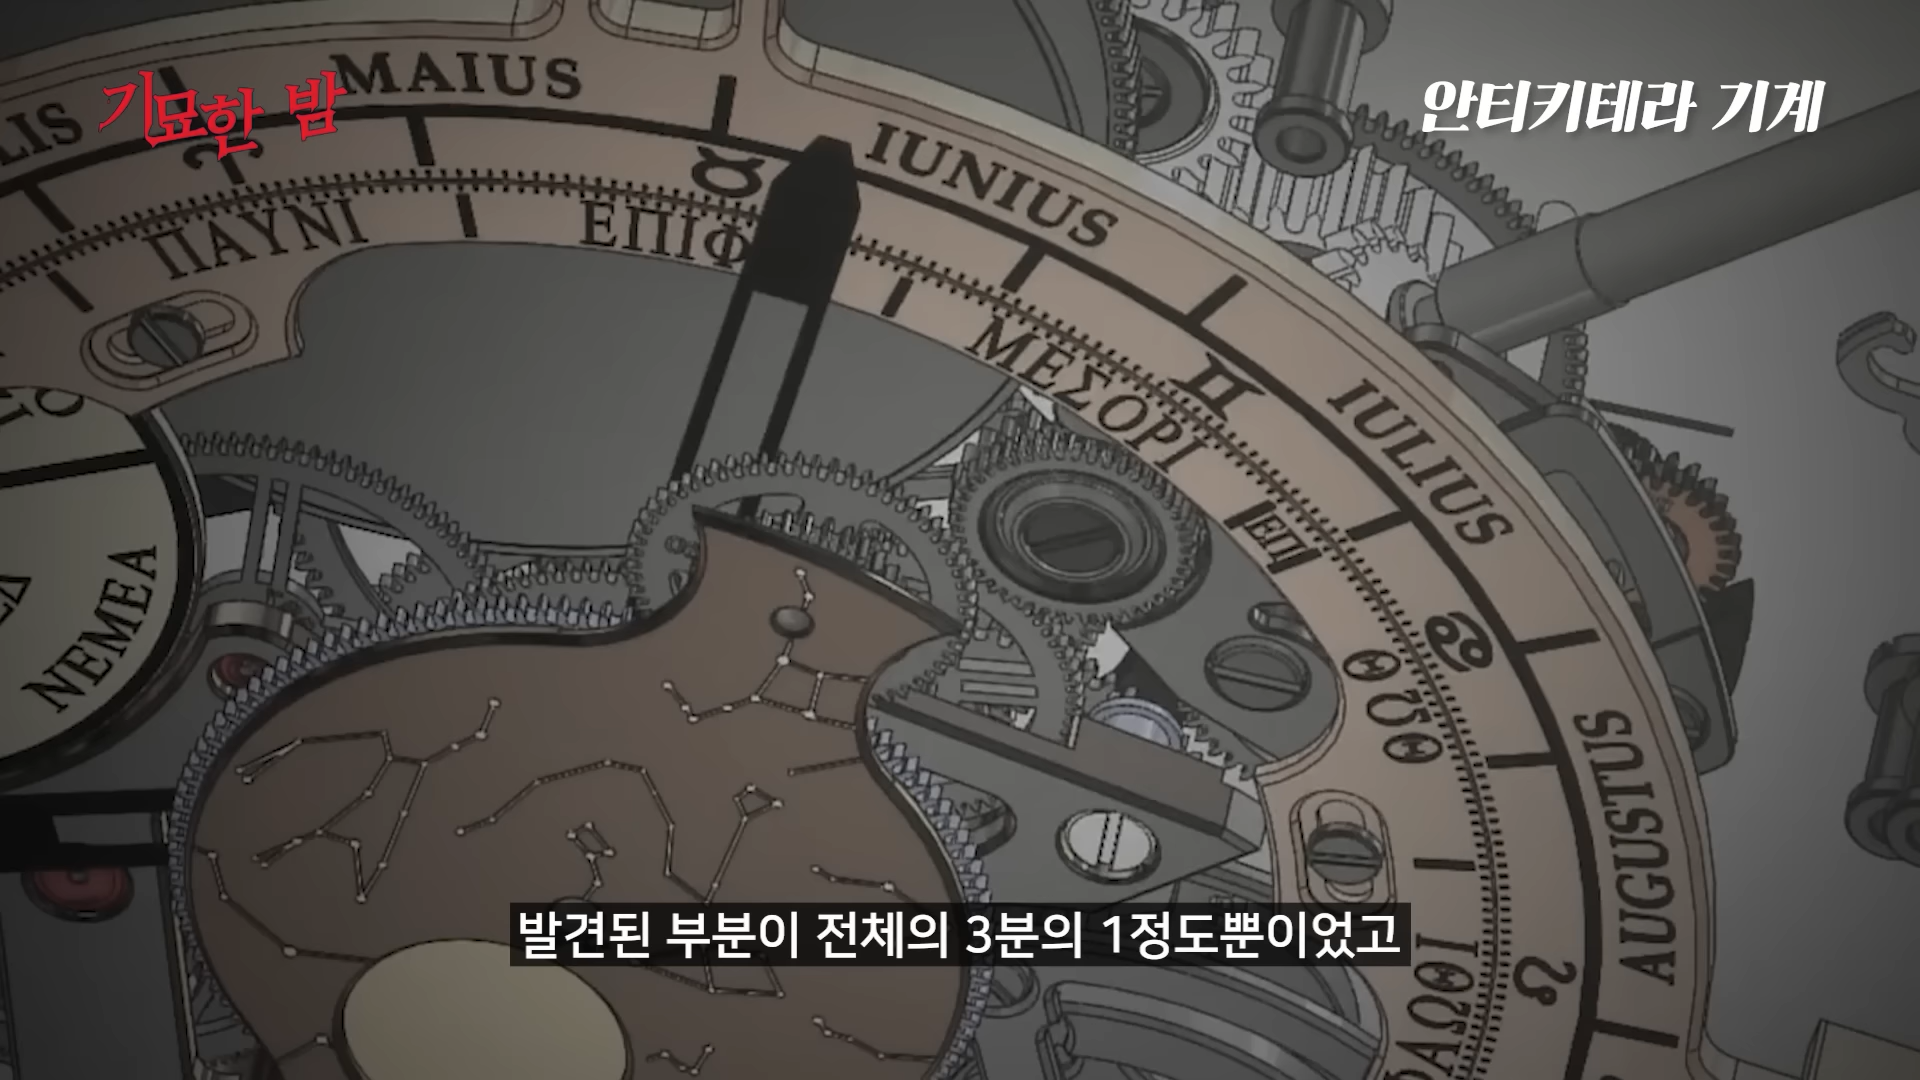 기묘한 밤
안티키테라 기계
LIS
MAIUS
IUNIUS
IULIUS
AUGUSTUS
ΠΑΥΝΙ
ΕΠΙΦ
ΜΕΣΟΡΙ
ΕΠ
NEMEA
발견된 부분이 전체의 3분의 1정도뿐이었고